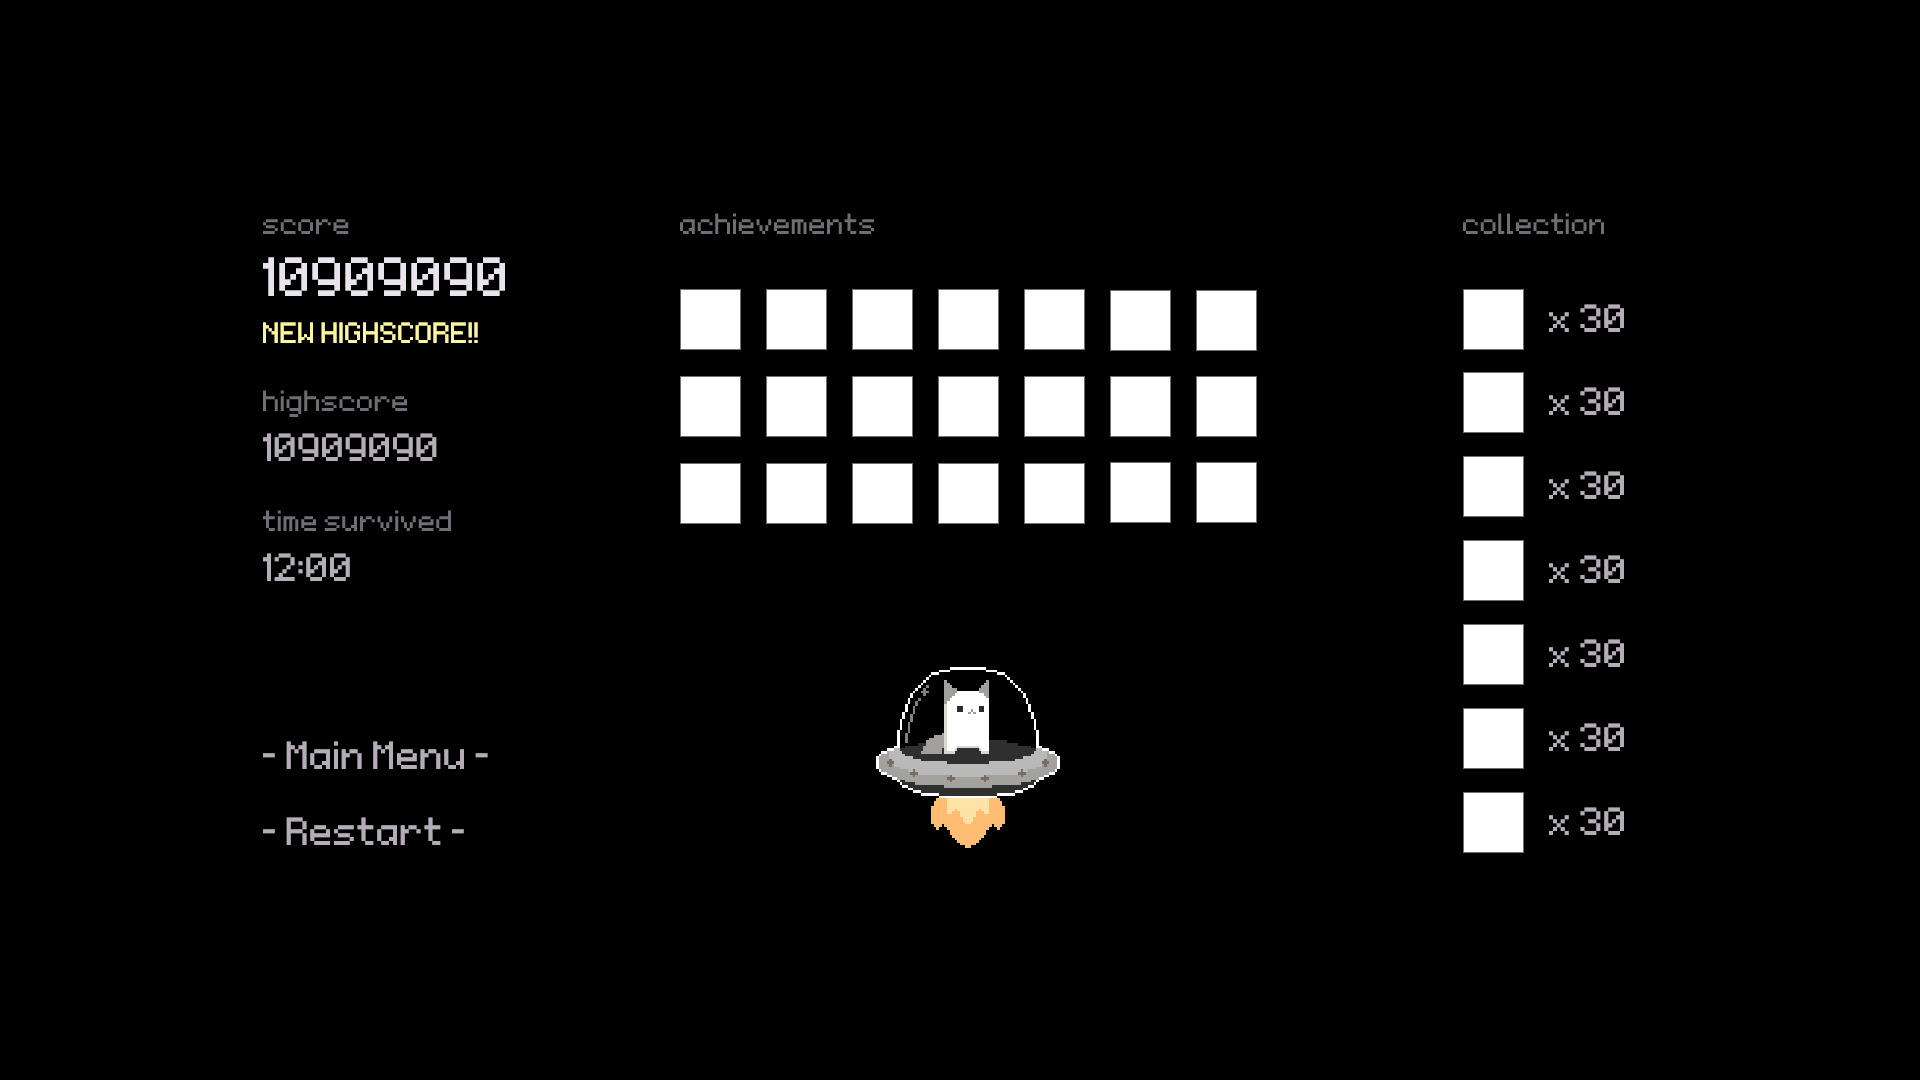 score
10909090
NEW HIGHSCORE!!
highscore
10909090
time survived
12:00
- Main Menu -
- Restart -
achievements
collection
x 30
x 30
x 30
x 30
x 30
x 30
x 30